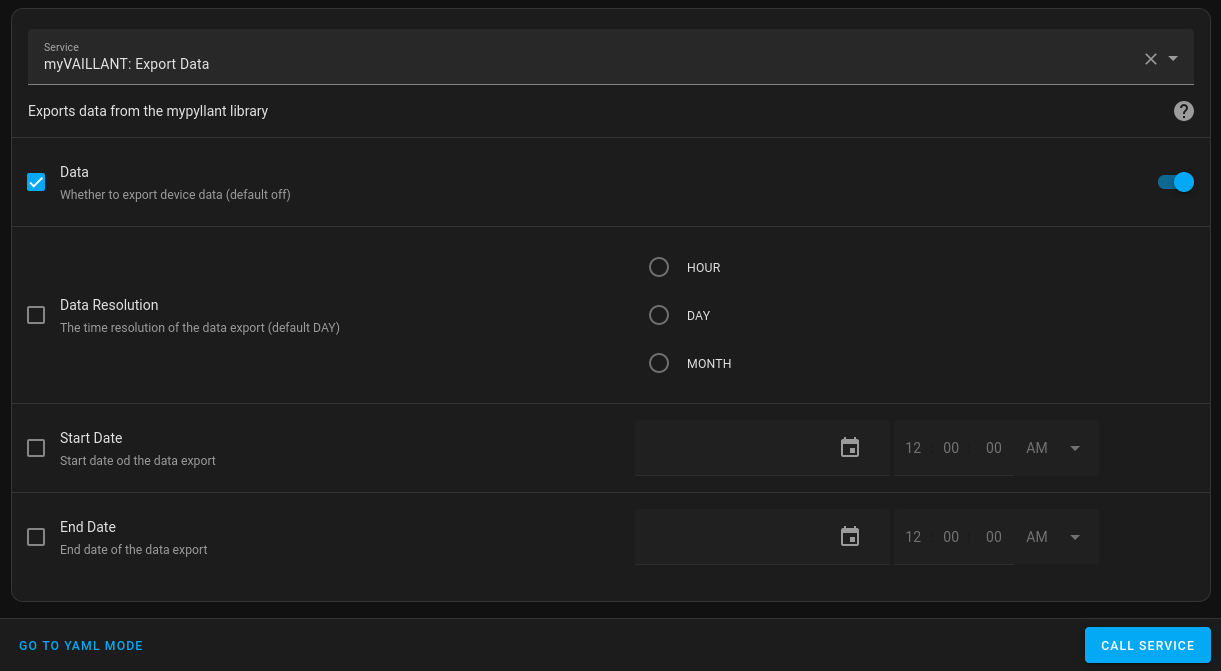 Service
myVAILLANT: Export Data
Exports data from the mypyllant library
Data
Whether to export device data (default off)
Data Resolution
The time resolution of the data export (default DAY)
HOUR
DAY
MONTH
Start Date
Start date od the data export
12 : 00 : 00 AM
End Date
End date of the data export
12 : 00 : 00 AM
GO TO YAML MODE
CALL SERVICE